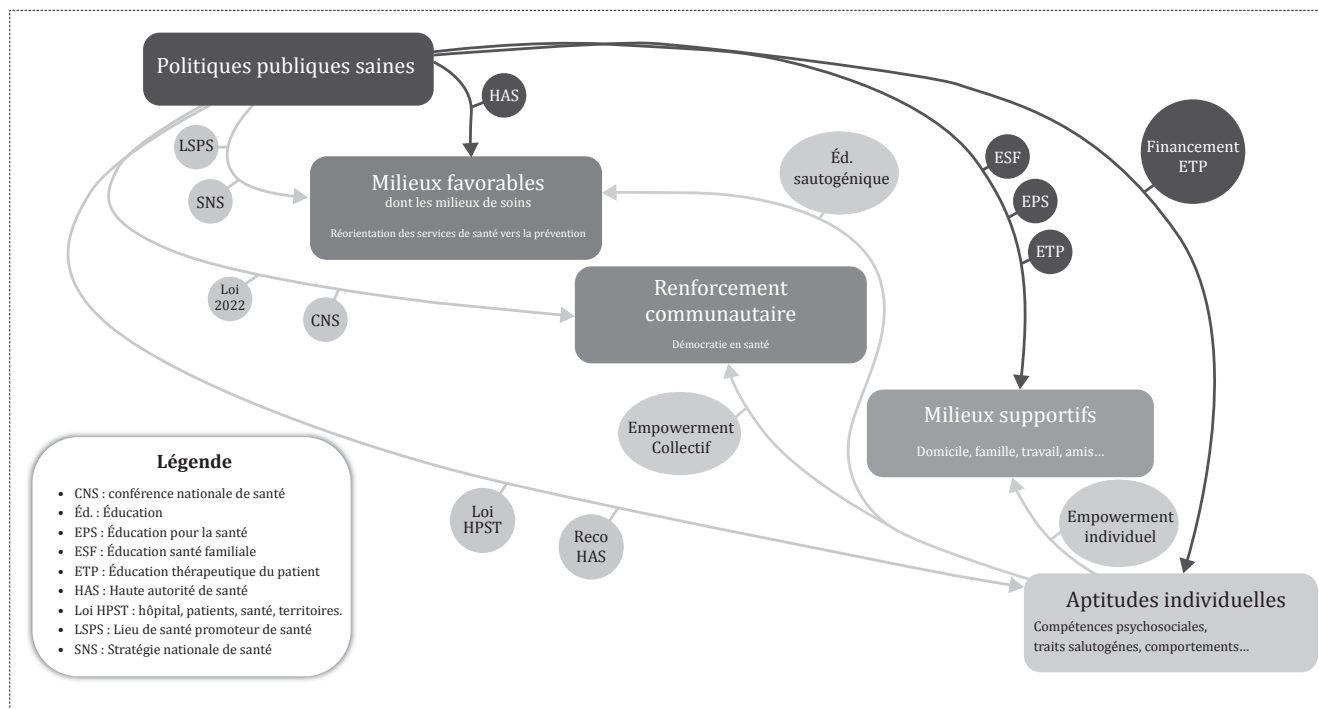 Politiques publiques saines
HAS
LSPS
SNS
Milieux favorables
dont les milieux de soins
Réorientation des services de santé vers la prévention
Éd.
sautogénique
ESF
EPS
ETP
Financement
ETP
Loi
2022
CNS
Renforcement
communautaire
Démocratie en santé
Empowerment
Collectif
Milieux supportifs
Domicile, famille, travail, amis…
Empowerment
individuel
Loi
HPST
Reco
HAS
Aptitudes individuelles
Compétences psychosociales,
traits salutogénes, comportements…
Légende
• CNS : conférence nationale de santé
• Éd. : Éducation
• EPS : Éducation pour la santé
• ESF : Éducation santé familiale
• ETP : Éducation thérapeutique du patient
• HAS : Haute autorité de santé
• Loi HPST : hôpital, patients, santé, territoires.
• LSPS : Lieu de santé promoteur de santé
• SNS : Stratégie nationale de santé